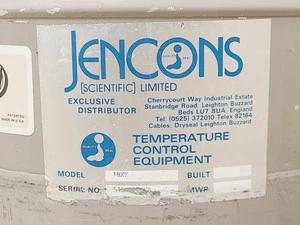 JENCONS
[SCIENTIFIC] LIMITED
EXCLUSIVE
DISTRIBUTOR
Cherrycourt Way Industrial Estate
Stanbridge Road, Leighton Buzzard
Beds LU7 8UA, England
Tel: (0525) 372010 Telex 82164
Cables: Dryseal Leighton Buzzard
TEMPERATURE
CONTROL
EQUIPMENT
MODEL
BUILT
SERIAL NO.
MWP